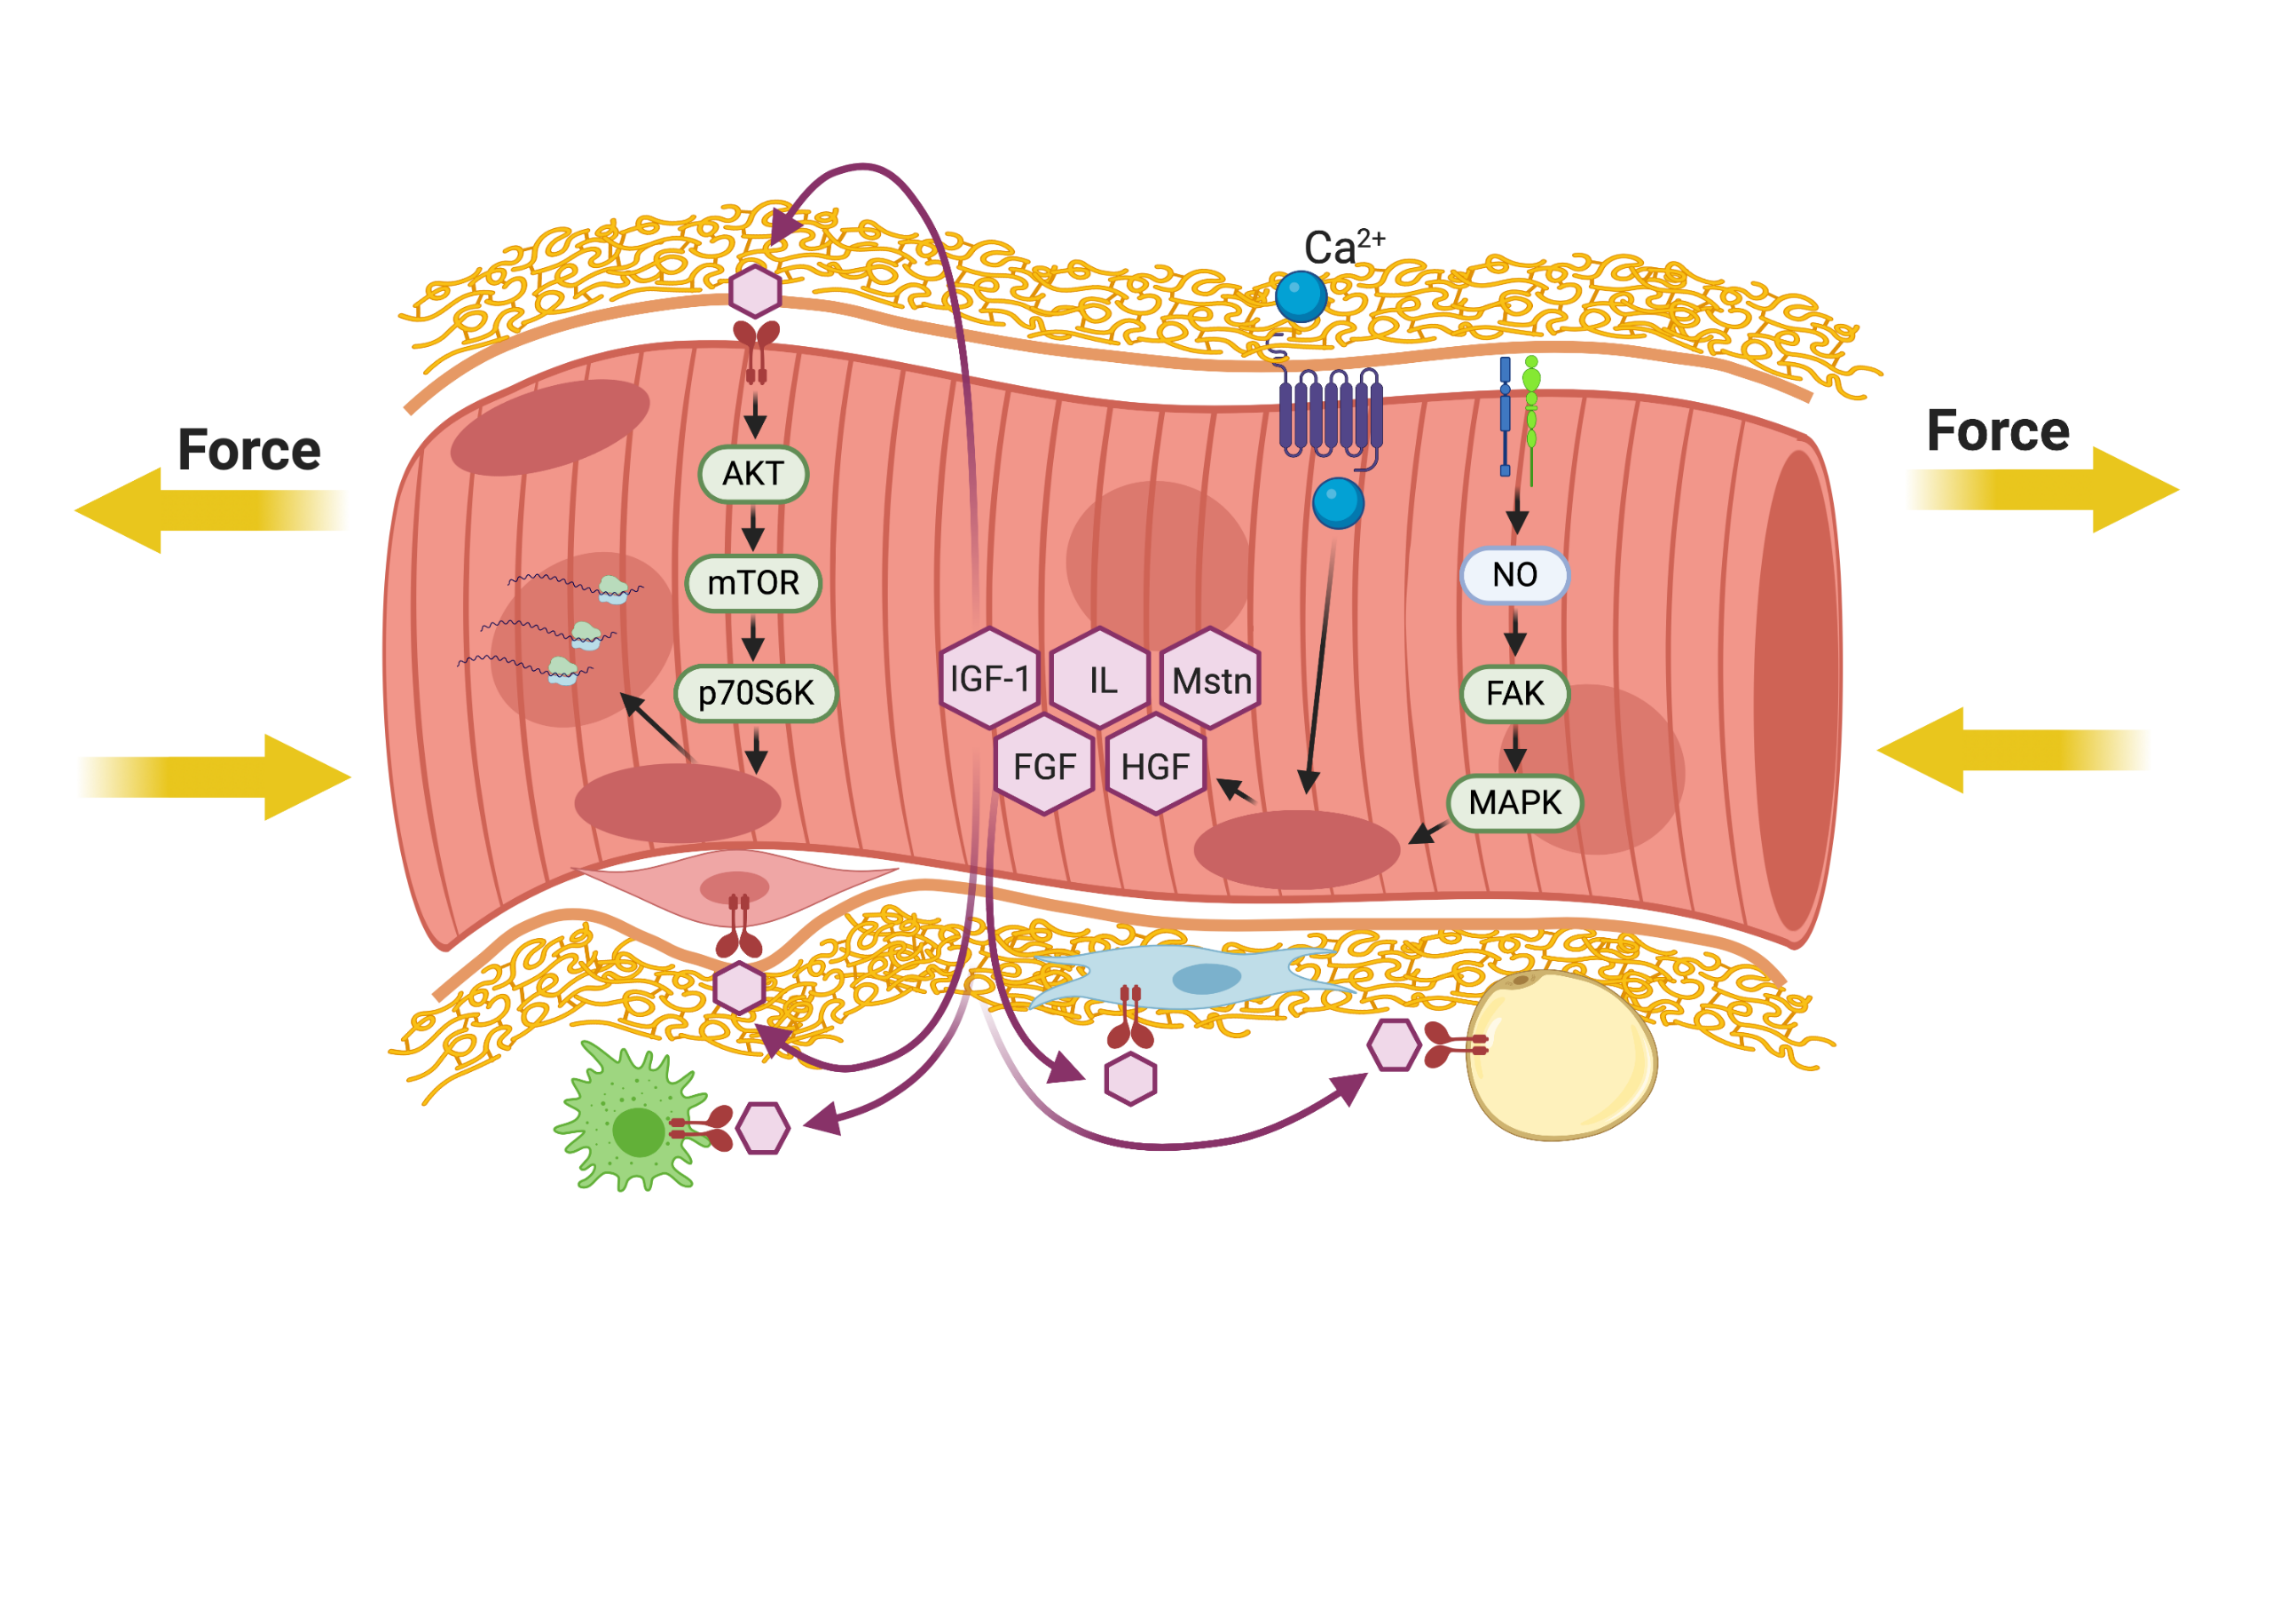 Ca²⁺
Force
Force
AKT
mTOR
p70S6K
IGF-1
IL
Mstn
FGF
HGF
NO
FAK
MAPK